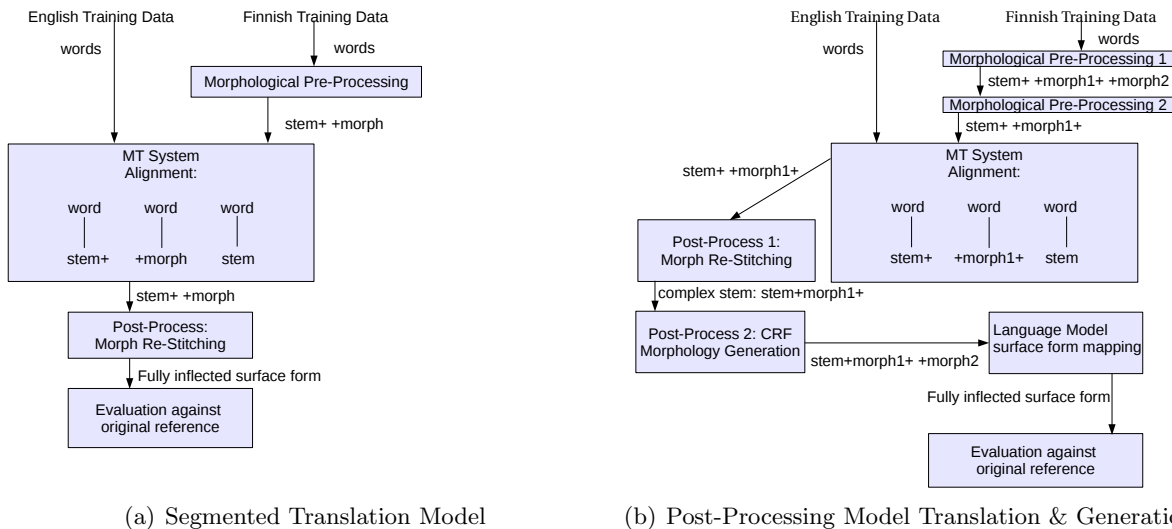 English Training Data
Finnish Training Data
words
words
Morphological Pre-Processing
stem+ +morph
MT System
Alignment:
word word word
stem+ +morph stem
stem+ +morph
Post-Process:
Morph Re-Stitching
Fully inflected surface form
Evaluation against
original reference
(a) Segmented Translation Model
English Training Data
Finnish Training Data
words
words
Morphological Pre-Processing 1
stem+ +morph1+ +morph2
Morphological Pre-Processing 2
stem+ +morph1+
MT System
Alignment:
word word word
stem+ +morph1+ stem
stem+ +morph1+
Post-Process 1:
Morph Re-Stitching
complex stem: stem+morph1+
Post-Process 2: CRF
Morphology Generation
stem+morph1+ +morph2
Language Model
surface form mapping
Fully inflected surface form
Evaluation against
original reference
(b) Post-Processing Model Translation & Generati